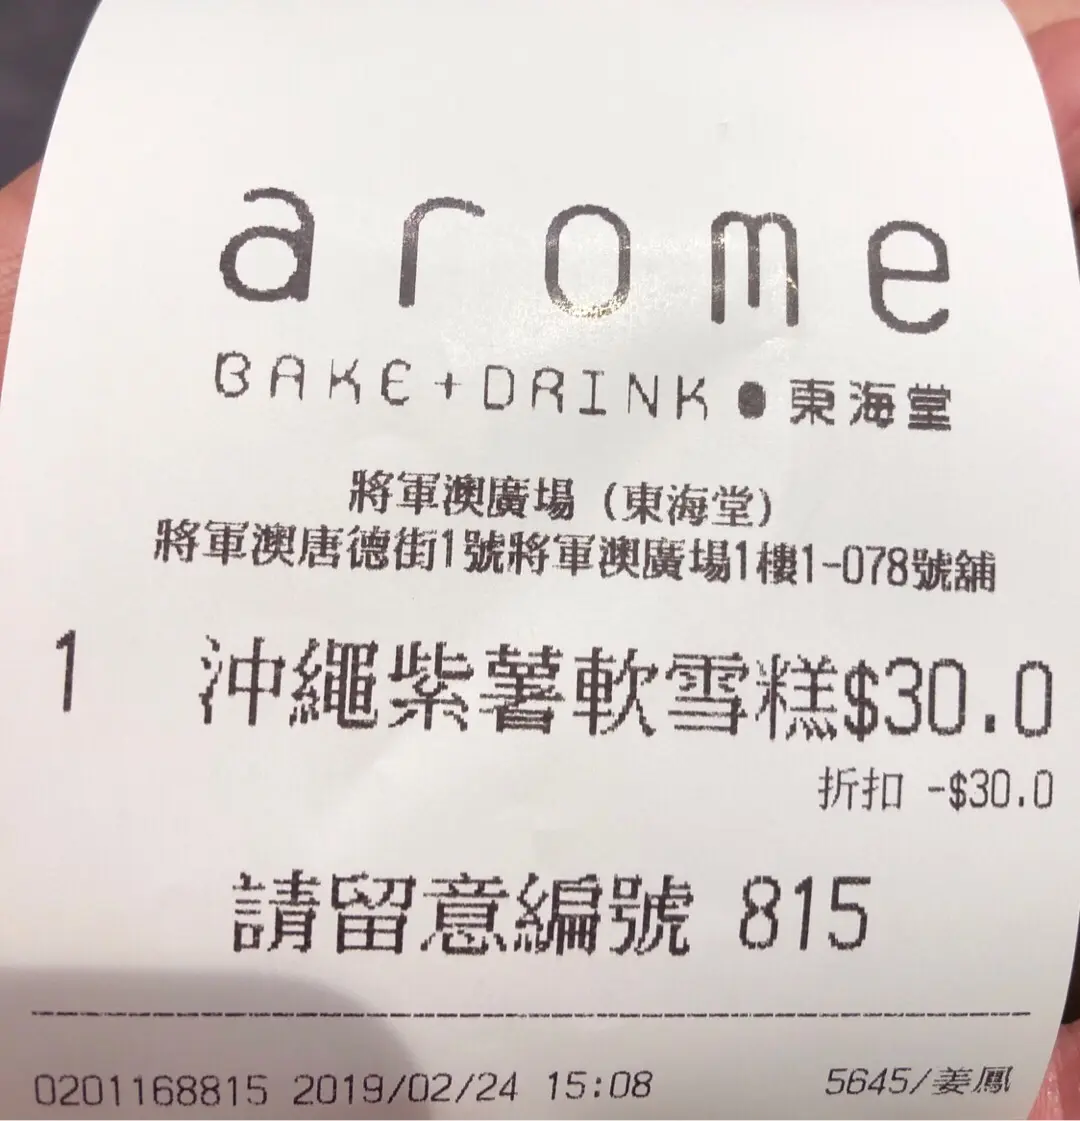 arome
BAKE+DRINK●東海堂
將軍澳廣場 (東海堂)
將軍澳唐德街1號將軍澳廣場1樓1-078號舖
1 沖繩紫薯軟雪糕$30.0
折扣 -$30.0
請留意編號 815
0201168815 2019/02/24 15:08 5645/姜鳳